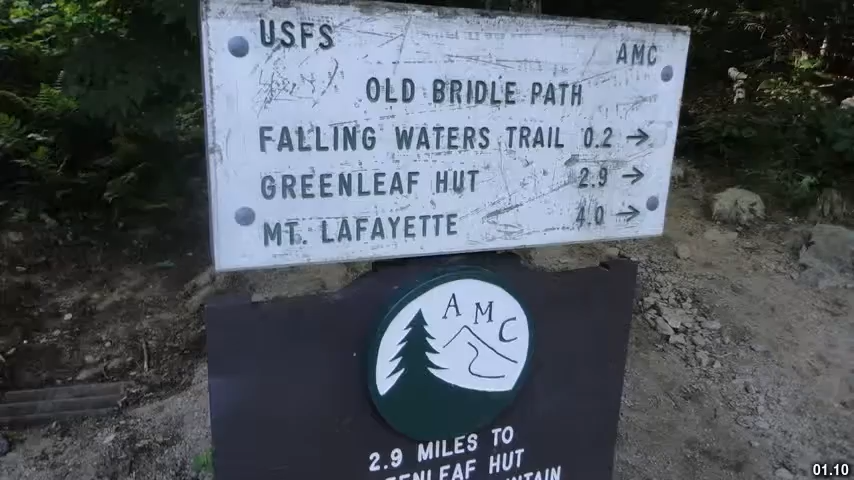 USFS
AMC
OLD BRIDLE PATH
FALLING WATERS TRAIL 0.2 →
GREENLEAF HUT 2.9 →
MT. LAFAYETTE 4.0 →
AMC
2.9 MILES TO
HUT
01.10